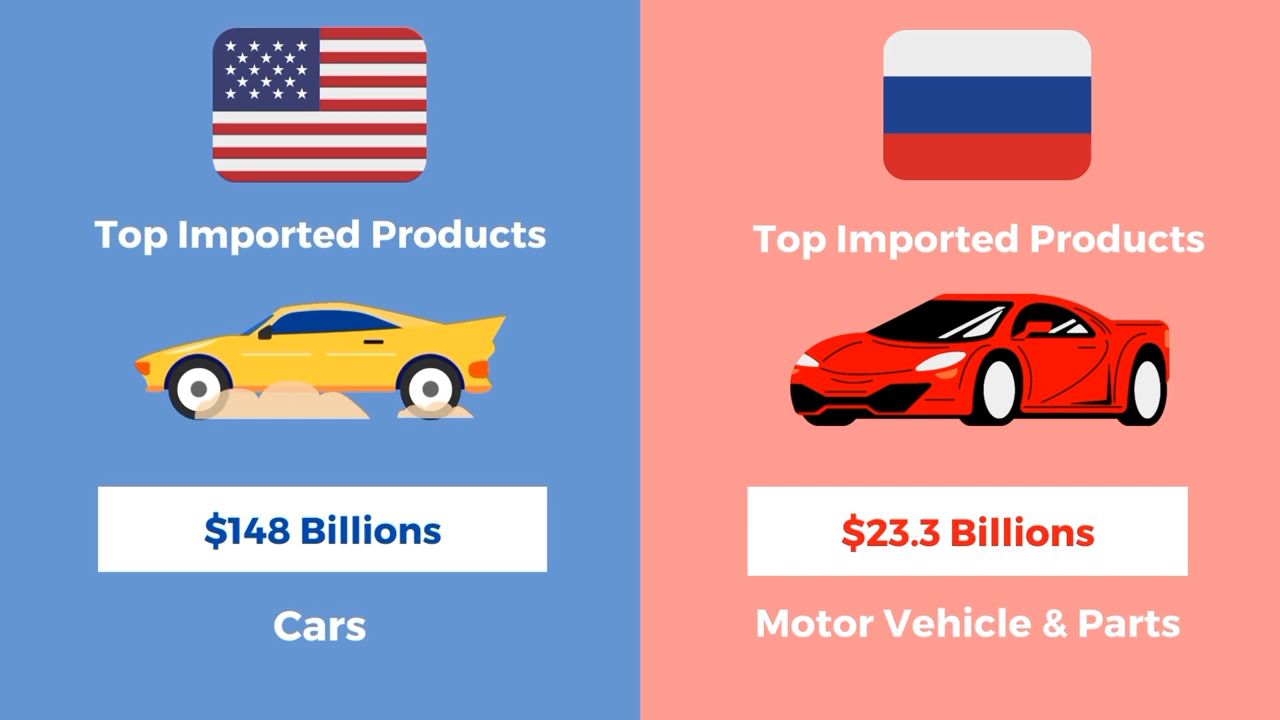 Top Imported Products
$148 Billions
Cars
Top Imported Products
$23.3 Billions
Motor Vehicle & Parts